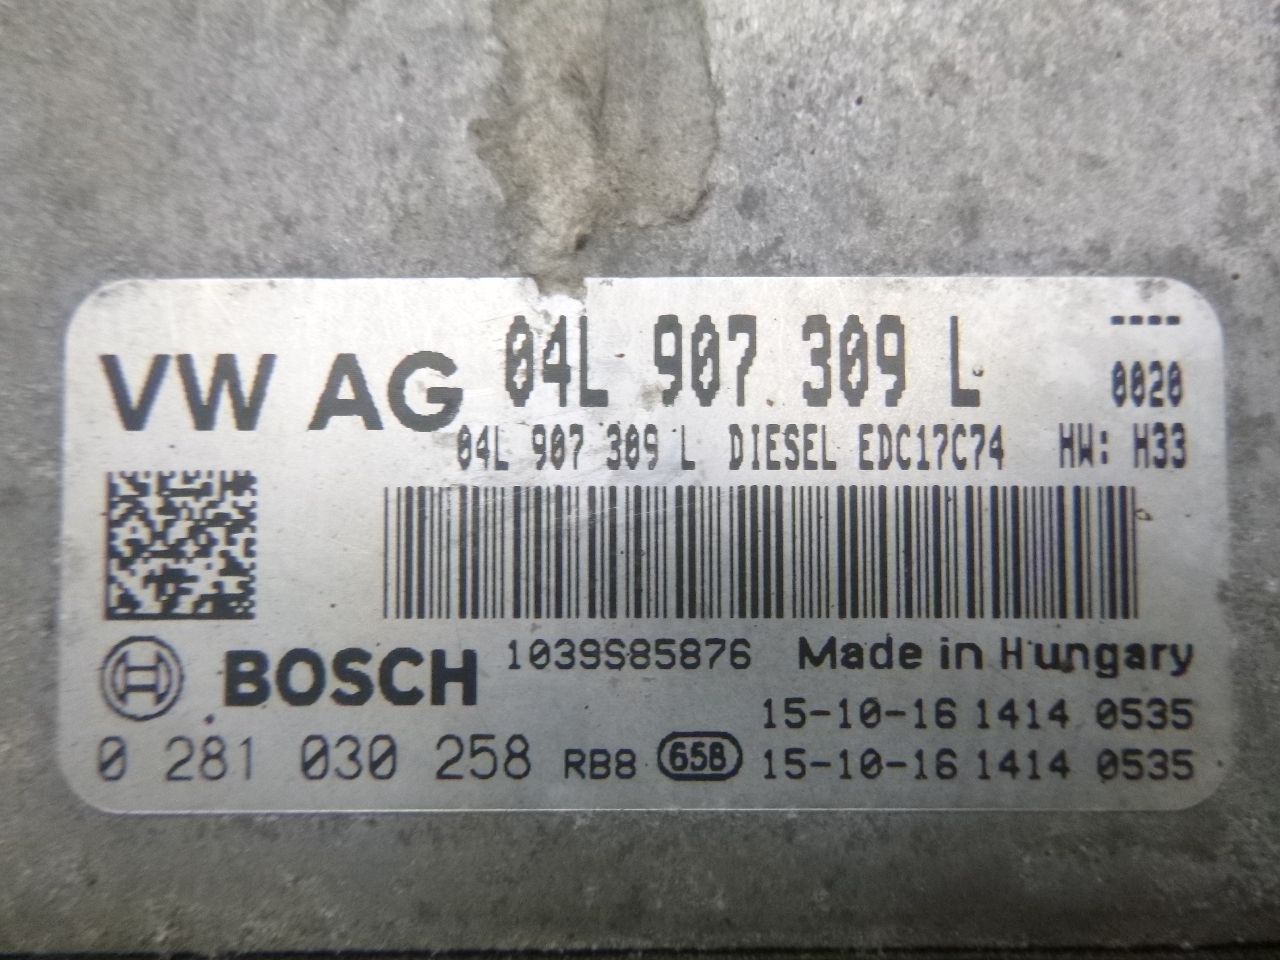 VW AG 04L 907 309 L ----
0020
04L 907 309 L DIESEL EDC17C74 HW: H33
BOSCH 1039S85876 Made in Hungary
15-10-16 1414 0535
0 281 030 258 RB8 658 15-10-16 1414 0535